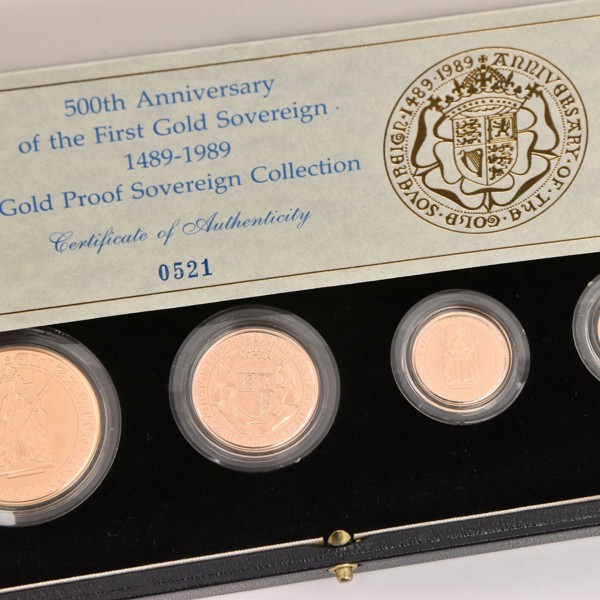 500th Anniversary
of the First Gold Sovereign
1489-1989
Gold Proof Sovereign Collection
Certificate of Authenticity
0521
1489·1989 ANNIVERSARY OF THE GOLD SOVEREIGN